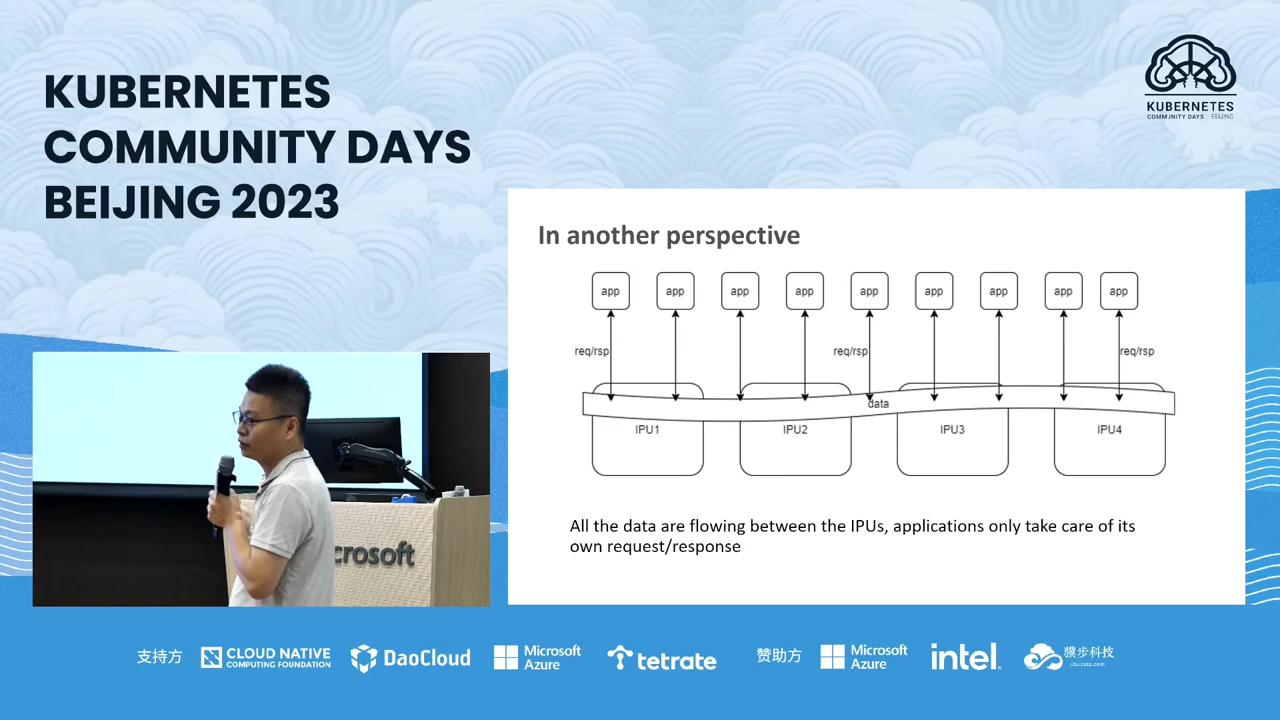 KUBERNETES
COMMUNITY DAYS
BEIJING 2023
KUBERNETES
COMMUNITY DAYS BEIJING
In another perspective
app app app app app app app app app
req/rsp req/rsp req/rsp
data
IPU1 IPU2 IPU3 IPU4
All the data are flowing between the IPUs, applications only take care of its
own request/response
crosoft
支持方
CLOUD NATIVE
COMPUTING FOUNDATION
DaoCloud
Microsoft
Azure
tetrate
赞助方
Microsoft
Azure
intel.
骥步科技
jibudata.com